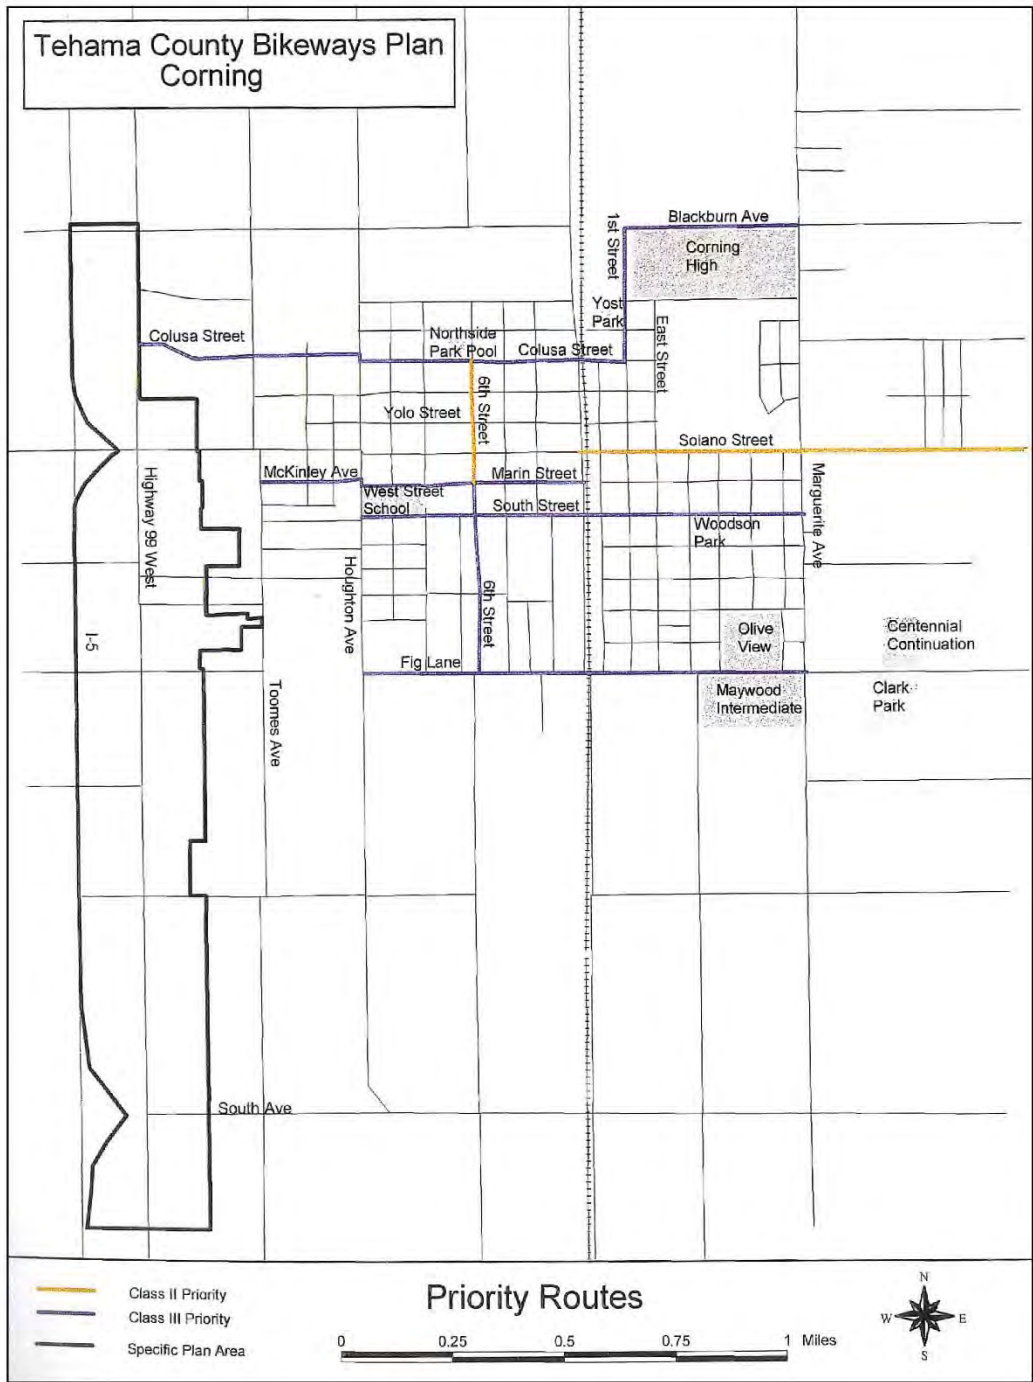 Tehama County Bikeways Plan
Corning
Blackburn Ave
1st Street
Corning
High
Yost
Park
East Street
Colusa Street
Northside
Park Pool
Colusa Street
6th Street
Yolo Street
Solano Street
McKinley Ave
Marin Street
West Street
School
South Street
Marguerite Ave
Highway 99 West
Woodson
Park
Houghton Ave
6th Street
I-5
Olive
View
Centennial
Continuation
Fig Lane
Toomes Ave
Maywood
Intermediate
Clark
Park
South Ave
Class II Priority
Class III Priority
Specific Plan Area
Priority Routes
0 0.25 0.5 0.75 1 Miles
N
W E
S